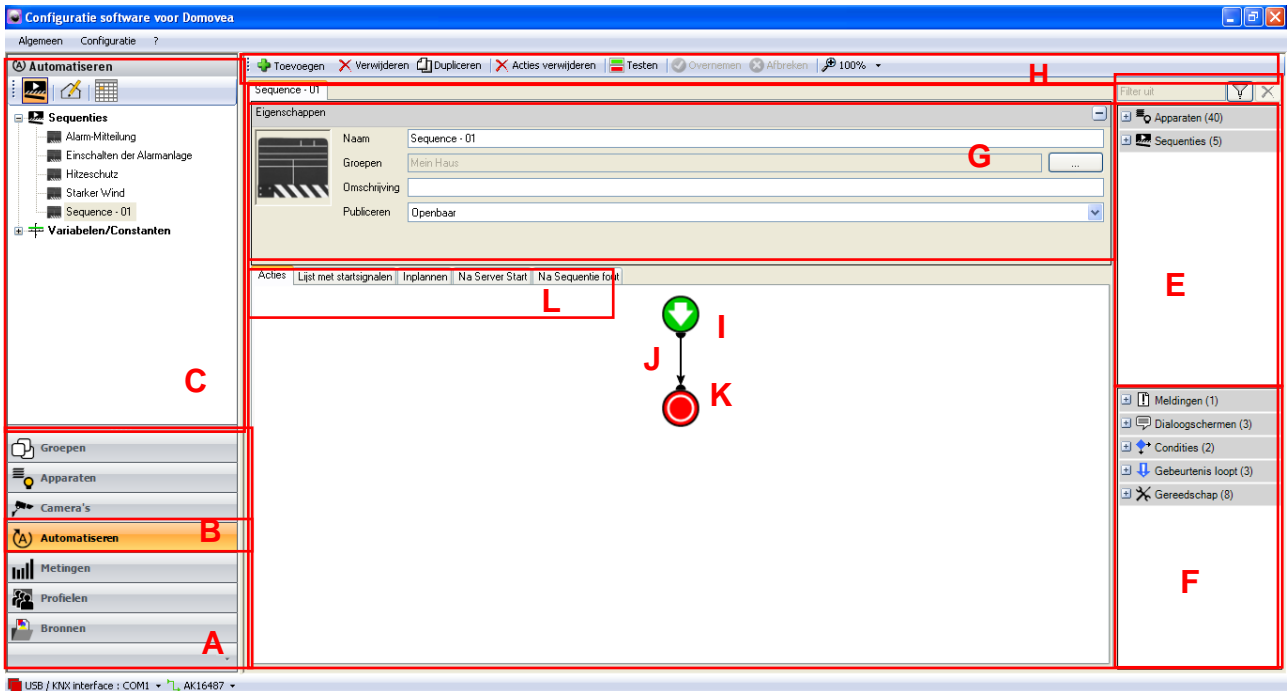 Configuratie software voor Domovea
Algemeen Configuratie ?
Automatiseren
Toevoegen Verwijderen Dupliceren Acties verwijderen Testen Overnemen Afbreken 100%
H
Sequenties
Alarm-Mitteilung
Einschalten der Alarmanlage
Hitzeschutz
Starker Wind
Sequence - 01
Variabelen/Constanten
C
Sequence - 01
Eigenschappen
Naam Sequence - 01
Groepen Mein Haus ...
G
Omschrijving
Publiceren Openbaar
Acties Lijst met startsignalen Inplannen Na Server Start Na Sequentie fout
L
I
J
K
Filter uit
Apparaten (40)
Sequenties (5)
E
Meldingen (1)
Dialoogschermen (3)
Condities (2)
Gebeurtenis loopt (3)
Gereedschap (8)
F
Groepen
Apparaten
Camera's
Automatiseren
B
Metingen
Profielen
Bronnen
A
USB / KNX interface : COM1 AK16487